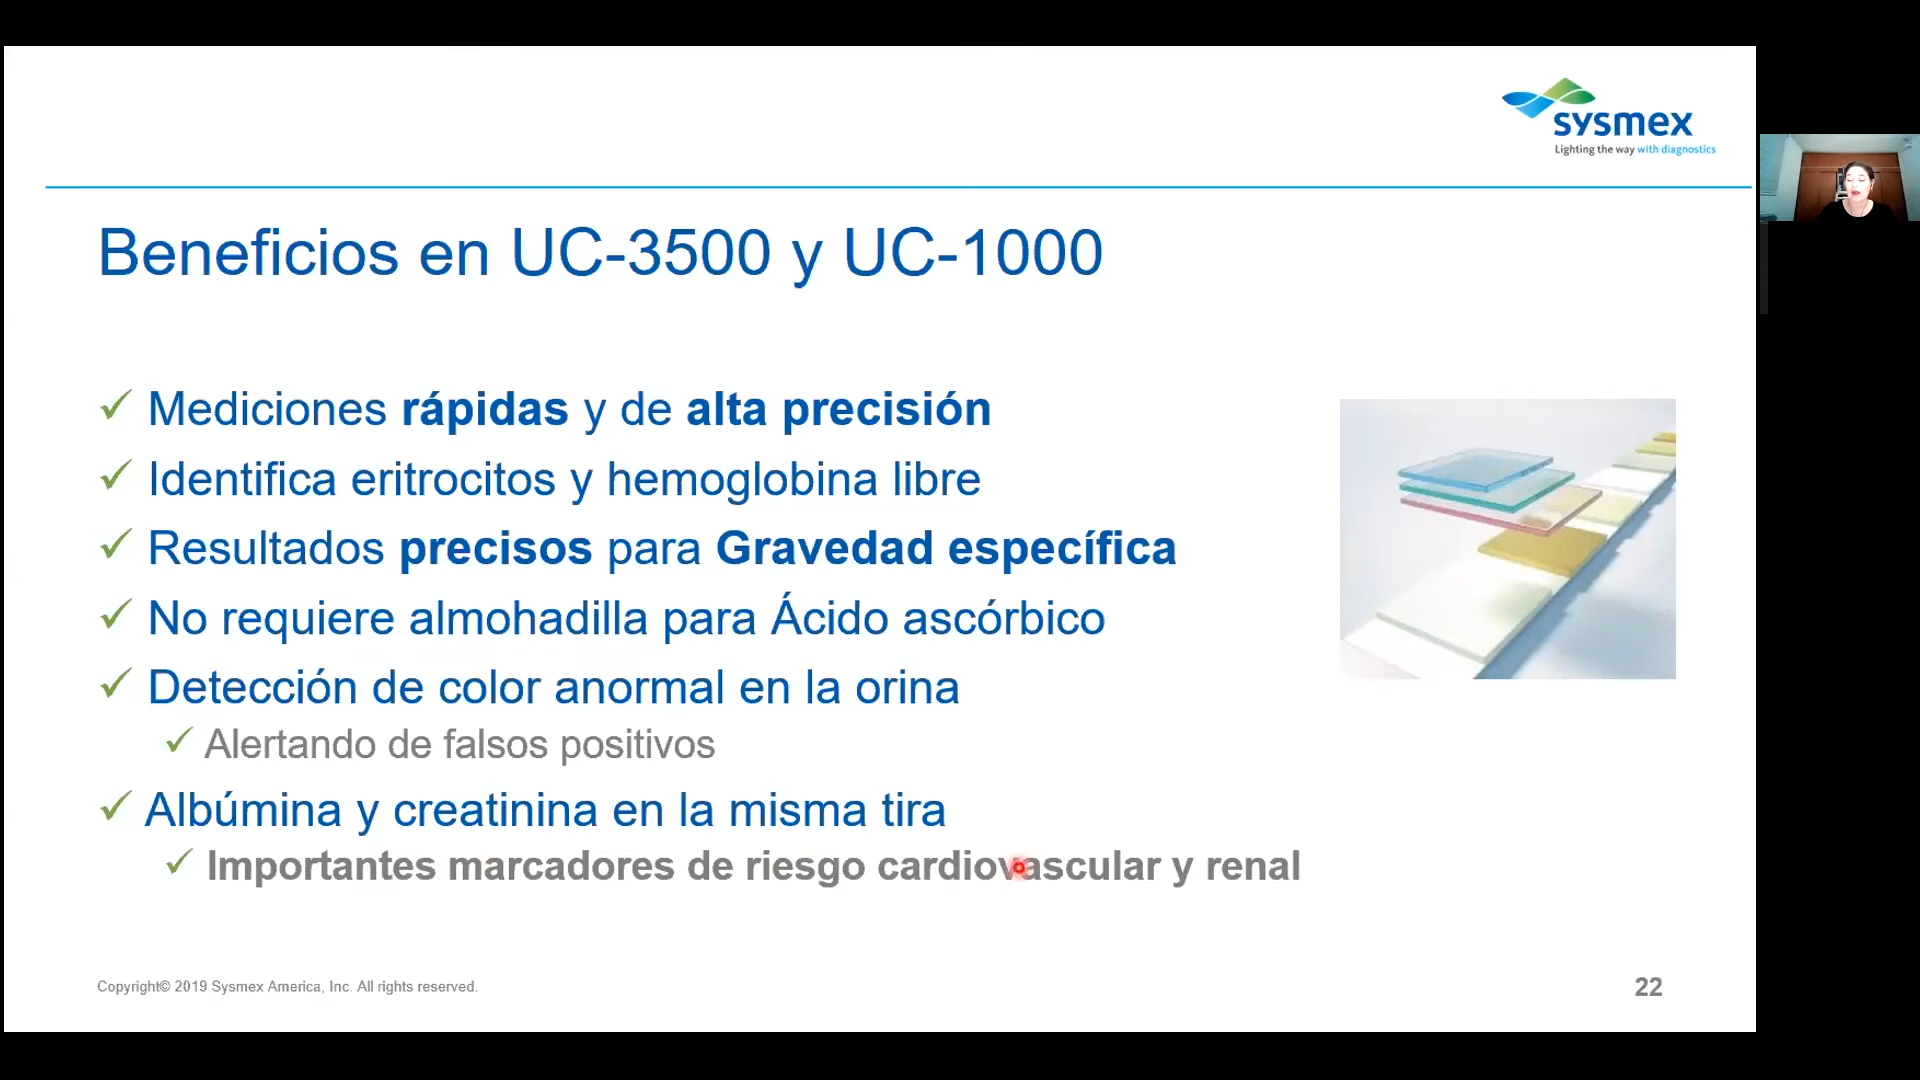 sysmex
Lighting the way with diagnostics
Beneficios en UC-3500 y UC-1000
Mediciones rápidas y de alta precisión
Identifica eritrocitos y hemoglobina libre
Resultados precisos para Gravedad específica
No requiere almohadilla para Ácido ascórbico
Detección de color anormal en la orina
Alertando de falsos positivos
Albúmina y creatinina en la misma tira
Importantes marcadores de riesgo cardiovascular y renal
Copyright© 2019 Sysmex America, Inc. All rights reserved.
22